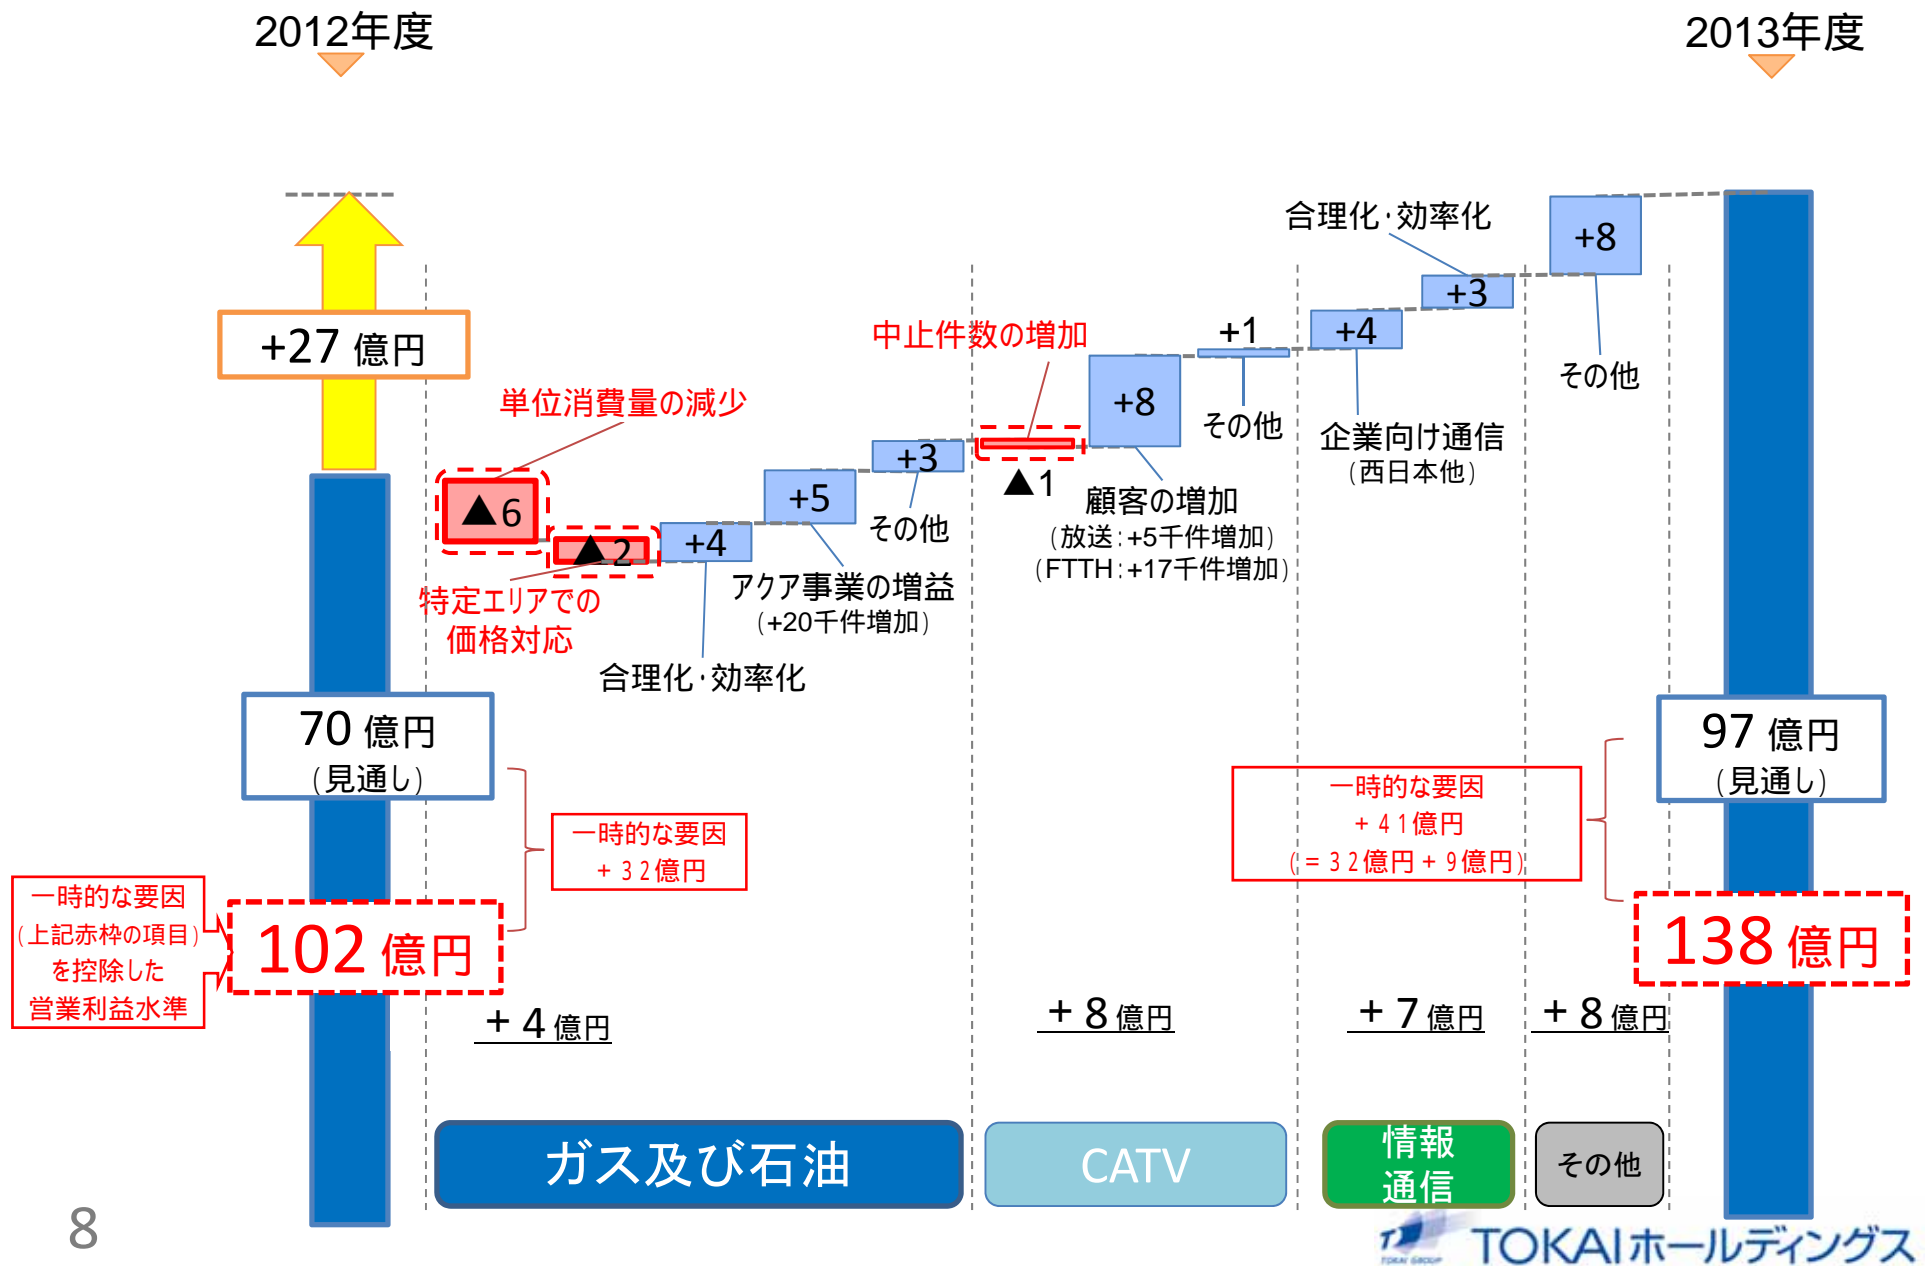 2012年度
2013年度
+27 億円
単位消費量の減少
▲6
▲2
特定エリアでの
価格対応
+4
合理化・効率化
+5
アクア事業の増益
(+20千件増加)
+3
その他
中止件数の増加
▲1
+8
顧客の増加
(放送:+5千件増加)
(FTTH:+17千件増加)
+1
その他
+4
企業向け通信
(西日本他)
合理化・効率化
+3
+8
その他
70 億円
(見通し)
97 億円
(見通し)
一時的な要因
+32億円
一時的な要因
+41億円
(=32億円+9億円)
一時的な要因
(上記赤枠の項目)
を控除した
営業利益水準
102 億円
138 億円
+4億円
+8億円
+7億円
+8億円
ガス及び石油
CATV
情報
通信
その他
8
TOKAI GROUP
TOKAIホールディングス